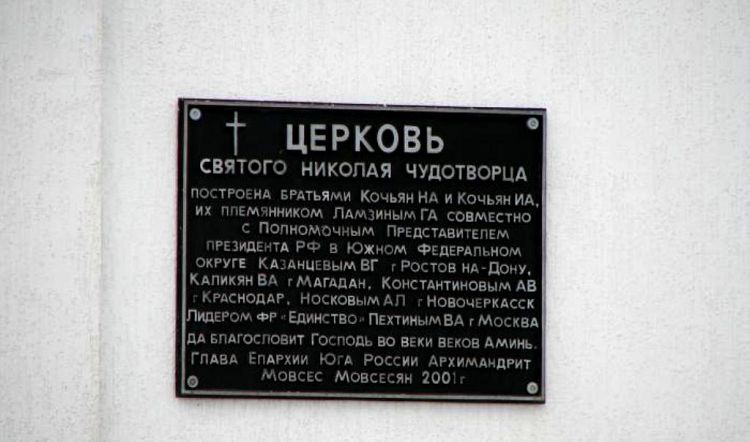 ЦЕРКОВЬ
СВЯТОГО НИКОЛАЯ ЧУДОТВОРЦА
ПОСТРОЕНА БРАТЬЯМИ КОЧЬЯН НА И КОЧЬЯН ИА,
ИХ ПЛЕМЯННИКОМ ЛАМЗИНЫМ ГА СОВМЕСТНО
С ПОЛНОМОЧНЫМ ПРЕДСТАВИТЕЛЕМ
ПРЕЗИДЕНТА РФ В ЮЖНОМ ФЕДЕРАЛЬНОМ
ОКРУГЕ КАЗАНЦЕВЫМ ВГ г РОСТОВ НА-ДОНУ,
КАЛИКЯН ВА г МАГАДАН, КОНСТАНТИНОВЫМ АВ
г КРАСНОДАР, НОСКОВЫМ АЛ г НОВОЧЕРКАССК
ЛИДЕРОМ ФР «ЕДИНСТВО» ПЕХТИНЫМ ВА г МОСКВА
ДА БЛАГОСЛОВИТ ГОСПОДЬ ВО ВЕКИ ВЕКОВ АМИНЬ.
ГЛАВА ЕПАРХИИ ЮГА РОССИИ АРХИМАНДРИТ
МОВСЕС МОВСЕСЯН 2001 г